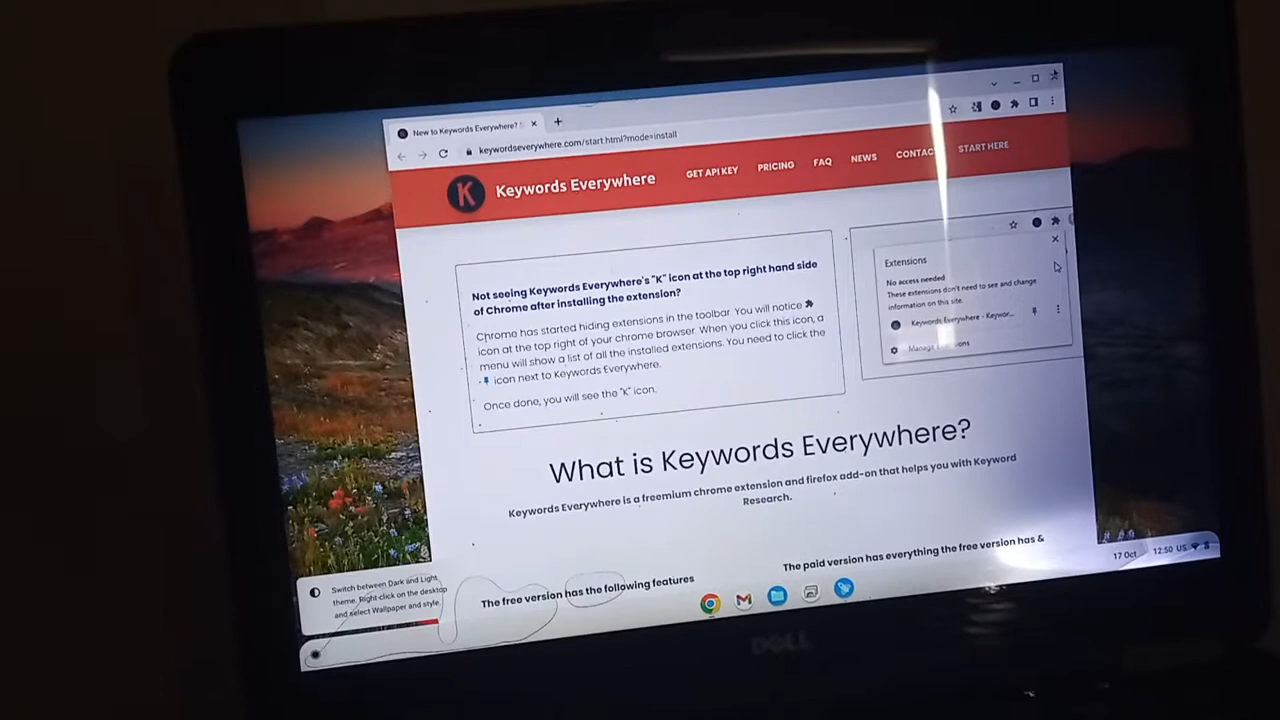 New to Keywords Everywhere?
keywordseverywhere.com/start.html?mode=install
K Keywords Everywhere
GET API KEY PRICING FAQ NEWS CONTACT START HERE
Not seeing Keywords Everywhere's "K" icon at the top right hand side
of Chrome after installing the extension?
Chrome has started hiding extensions in the toolbar. You will notice
icon at the top right of your chrome browser. When you click this icon, a
menu will show a list of all the installed extensions. You need to click the
icon next to Keywords Everywhere.
Once done, you will see the "K" icon.
Extensions
No access needed
These extensions don't need to see and change
information on this site.
Keywords Everywhere - Keywor...
Manage
What is Keywords Everywhere?
Keywords Everywhere is a freemium chrome extension and firefox add-on that helps you with Keyword
Research.
The free version has the following features
The paid version has everything the free version has &
Switch between Dark and Light
theme. Right-click on the desktop
and select Wallpaper and style
17 Oct 12:50 US
DELL